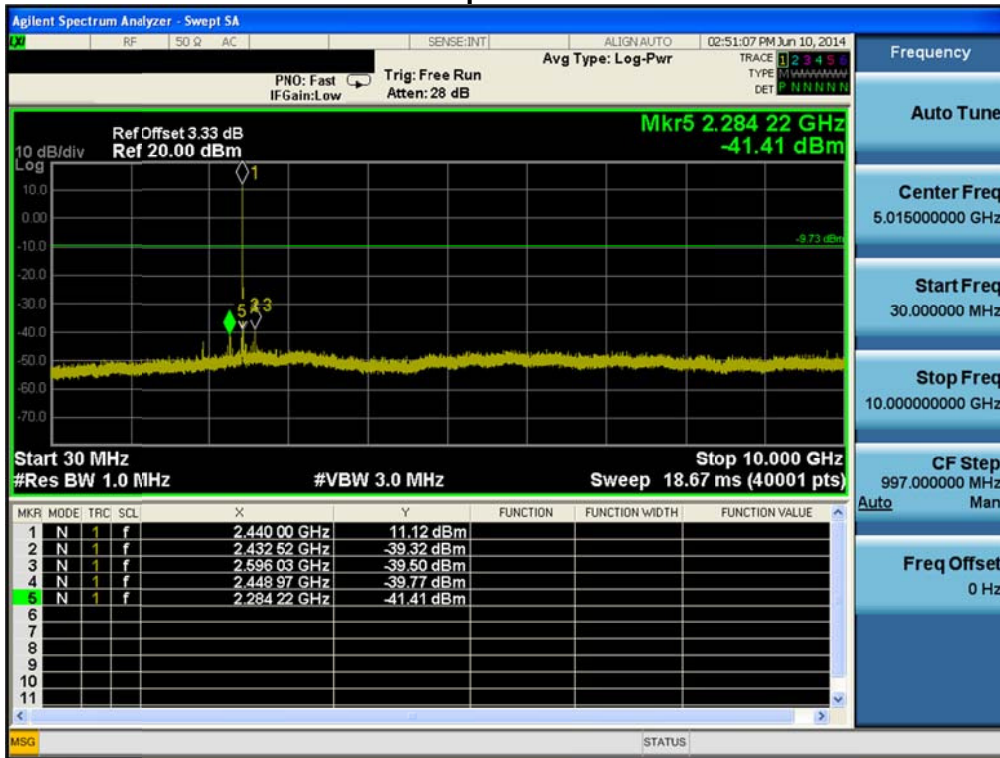 Agilent Spectrum Analyzer - Swept SA
LXI RF 50 Ω AC SENSE:INT ALIGN AUTO 02:51:07 PM Jun 10, 2014
PNO: Fast
IFGain:Low
Trig: Free Run
Atten: 28 dB
Avg Type: Log-Pwr
TRACE 1 2 3 4 5 6
TYPE M
DET P N N N N N
Mkr5 2.284 22 GHz
-41.41 dBm
Ref Offset 3.33 dB
10 dB/div Ref 20.00 dBm
Log
1
10.0
0.00
-10.0
-9.73 dBm
-20.0
-30.0
5 3
-40.0
-50.0
-60.0
-70.0
Start 30 MHz Stop 10.000 GHz
#Res BW 1.0 MHz #VBW 3.0 MHz Sweep 18.67 ms (40001 pts)
MKR MODE TRC SCL X Y FUNCTION FUNCTION WIDTH FUNCTION VALUE
1 N 1 f 2.440 00 GHz 11.12 dBm
2 N 1 f 2.432 52 GHz -39.32 dBm
3 N 1 f 2.596 03 GHz -39.50 dBm
4 N 1 f 2.448 97 GHz -39.77 dBm
5 N 1 f 2.284 22 GHz -41.41 dBm
6
7
8
9
10
11
MSG STATUS
Frequency
Auto Tune
Center Freq
5.015000000 GHz
Start Freq
30.000000 MHz
Stop Freq
10.000000000 GHz
CF Step
997.000000 MHz
Auto Man
Freq Offset
0 Hz